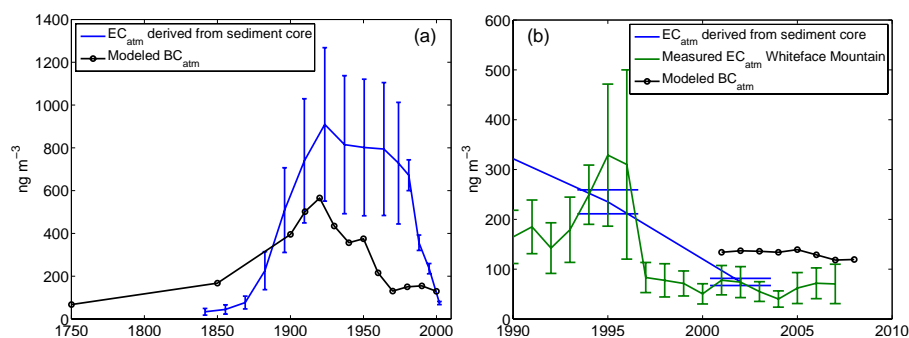 1400
1200
1000
800
600
400
200
0
ng m⁻³
1750
1800
1850
1900
1950
2000
EC_atm derived from sediment core
Modeled BC_atm
(a)
600
500
400
300
200
100
0
ng m⁻³
1990
1995
2000
2005
2010
(b)
EC_atm derived from sediment core
Measured EC_atm Whiteface Mountain
Modeled BC_atm